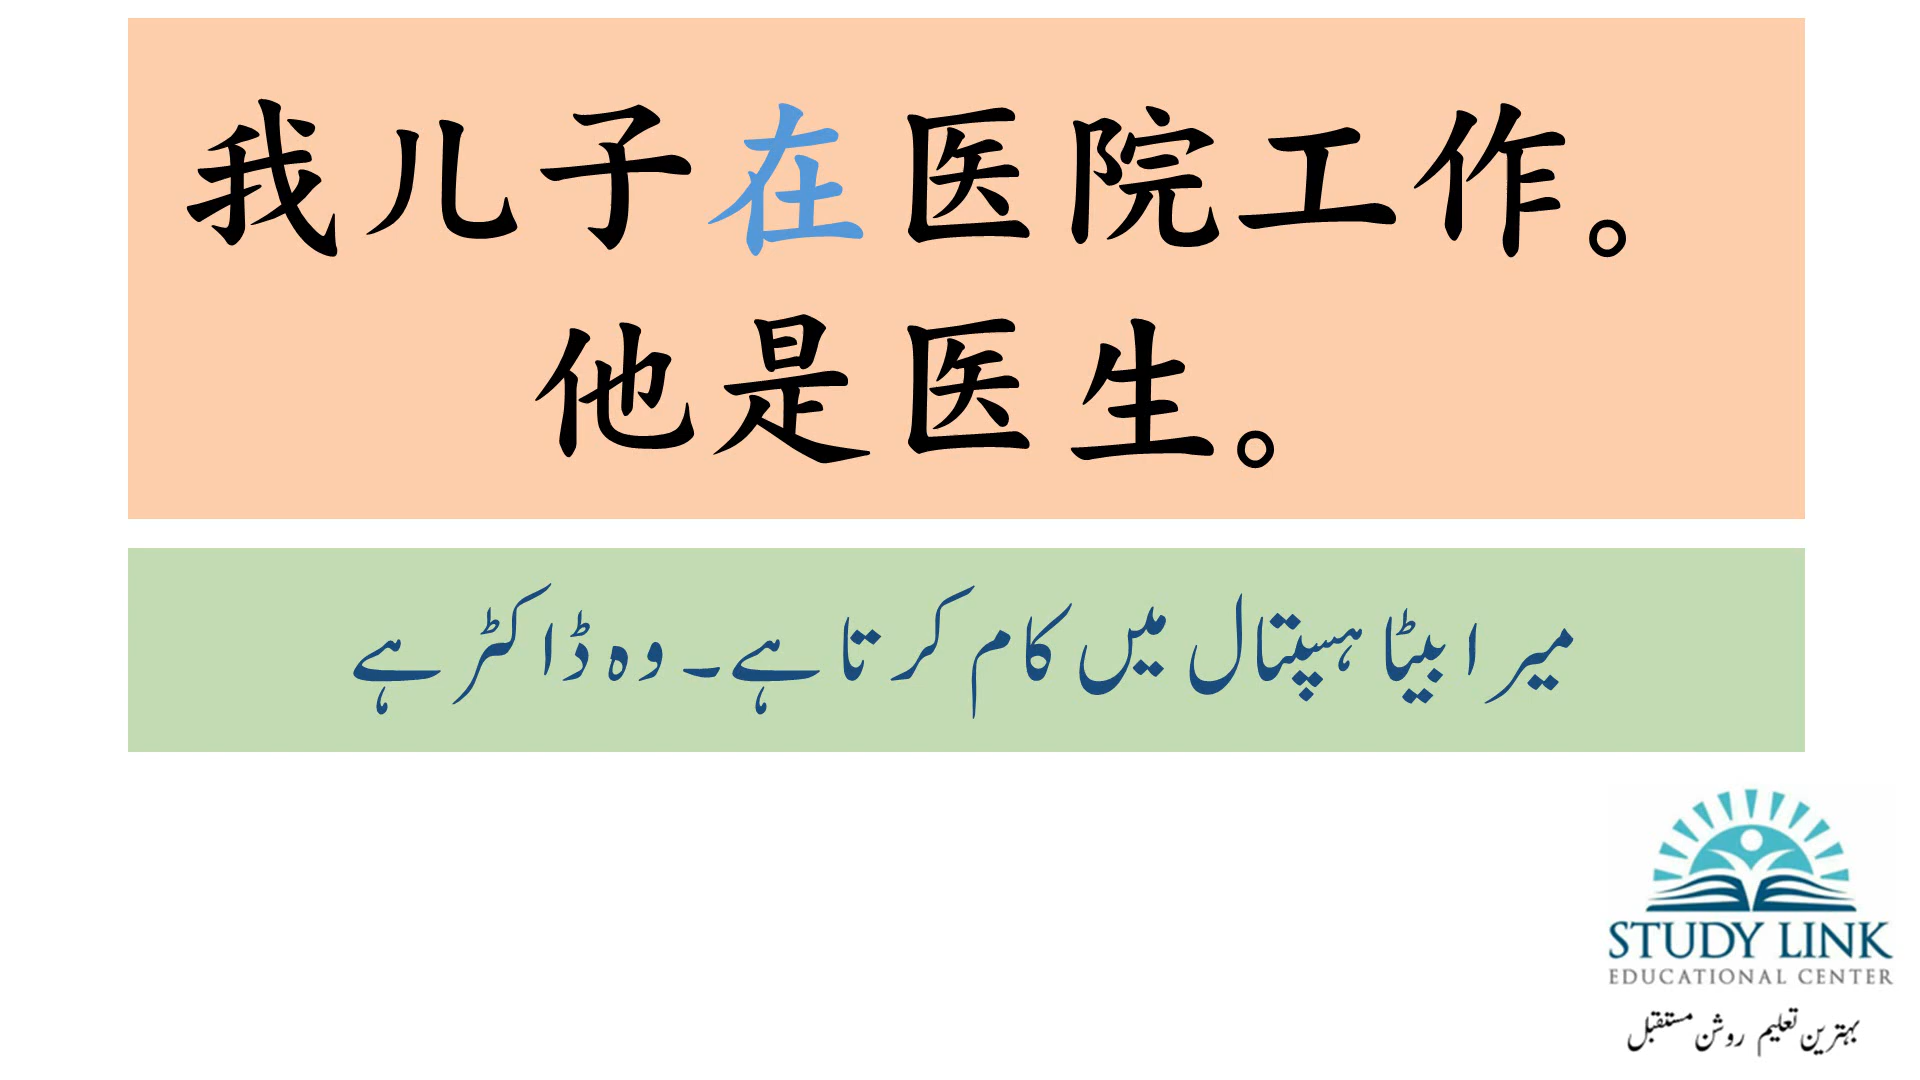 我儿子在医院工作。
他是医生。
میرا بیٹا ہسپتال میں کام کرتا ہے۔ وہ ڈاکٹر ہے
STUDY LINK
EDUCATIONAL CENTER
بہترین تعلیم روشن مستقبل